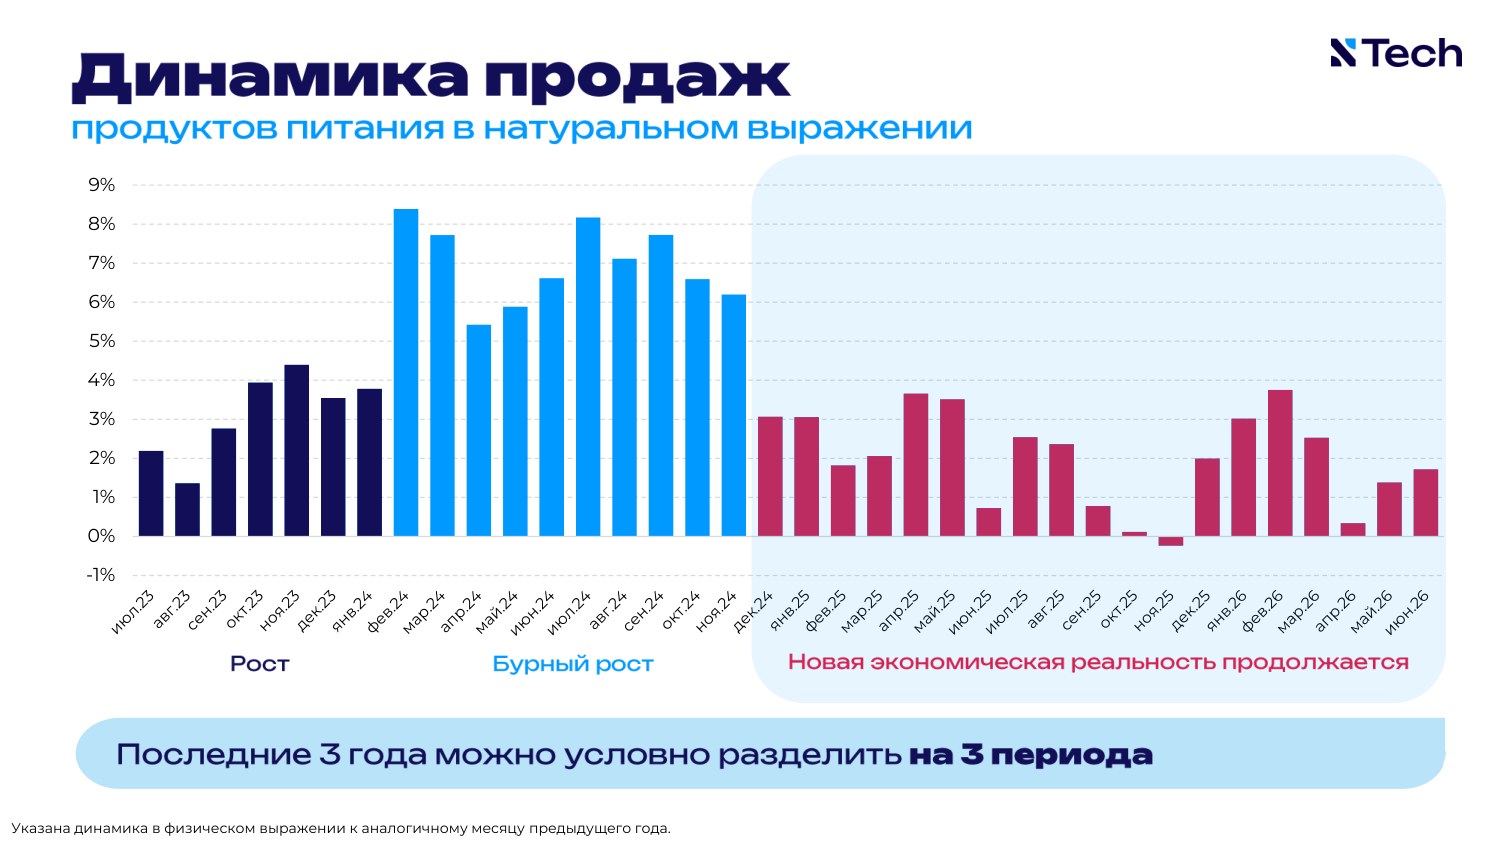 Tech
Динамика продаж
продуктов питания в натуральном выражении
9%
8%
7%
6%
5%
4%
3%
2%
1%
0%
-1%
июл.23 авг.23 сен.23 окт.23 ноя.23 дек.23 янв.24 фев.24 мар.24 апр.24 май.24 июн.24 июл.24 авг.24 сен.24 окт.24 ноя.24 дек.24 янв.25 фев.25 мар.25 апр.25 май.25 июн.25 июл.25 авг.25 сен.25 окт.25 ноя.25 дек.25 янв.26 фев.26 мар.26 апр.26 май.26 июн.26
Рост Бурный рост Новая экономическая реальность продолжается
Последние 3 года можно условно разделить на 3 периода
Указана динамика в физическом выражении к аналогичному месяцу предыдущего года.